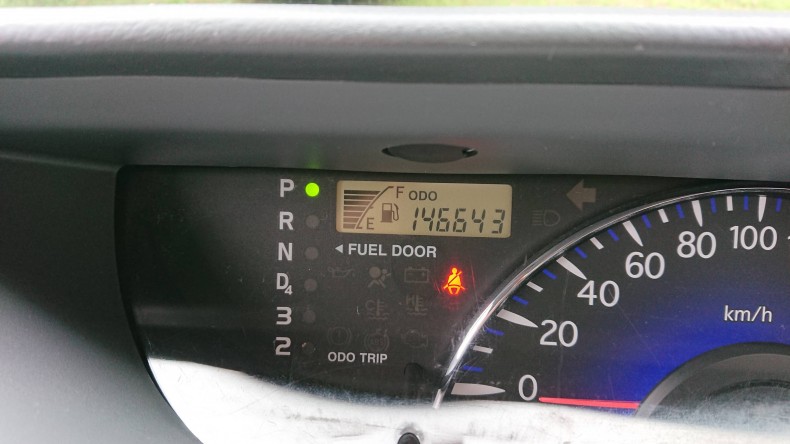 P
F ODO
R
E 146643
N
◄ FUEL DOOR
D4
3
2
ODO TRIP
0
20
40
60
80
100
km/h